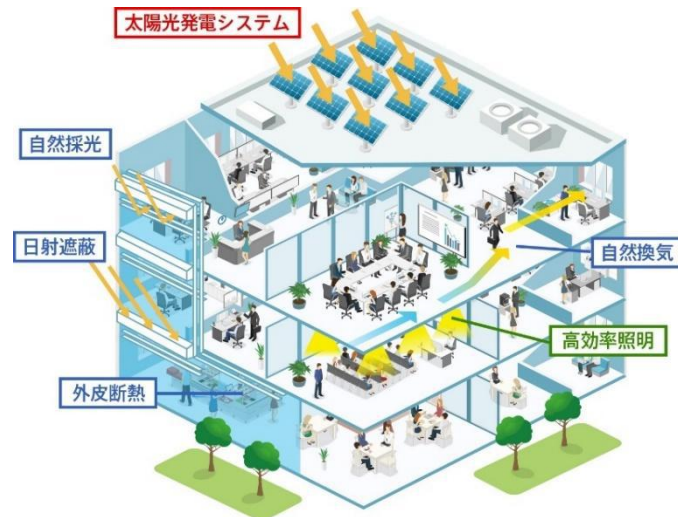 太陽光発電システム
自然採光
日射遮蔽
自然換気
高効率照明
外皮断熱